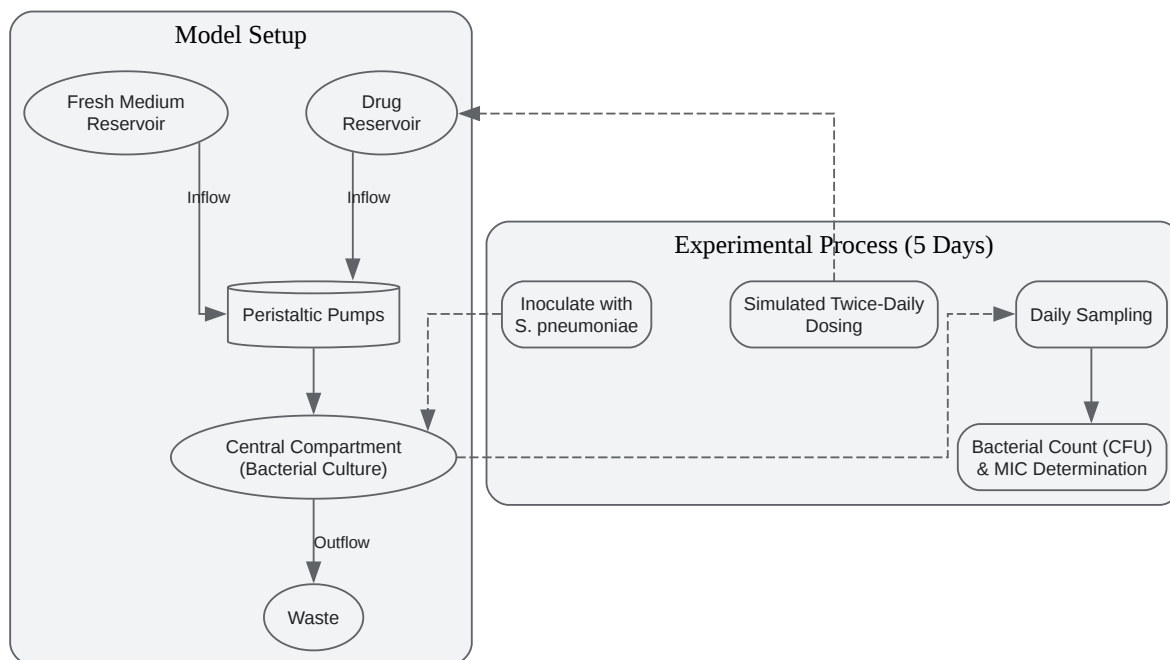 Model Setup
Fresh Medium
Reservoir
Drug
Reservoir
Inflow
Inflow
Peristaltic Pumps
Central Compartment
(Bacterial Culture)
Outflow
Waste
Experimental Process (5 Days)
Inoculate with
S. pneumoniae
Simulated Twice-Daily
Dosing
Daily Sampling
Bacterial Count (CFU)
& MIC Determination